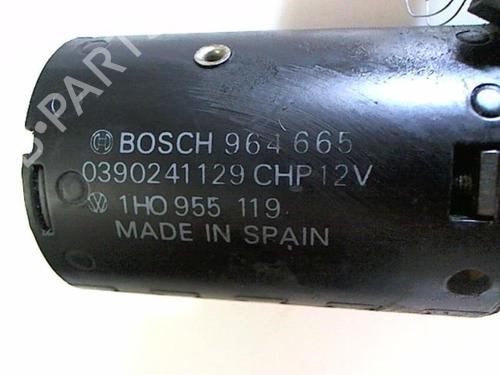 BOSCH 964 665
0390241129 CHP 12V
1H0 955 119
MADE IN SPAIN